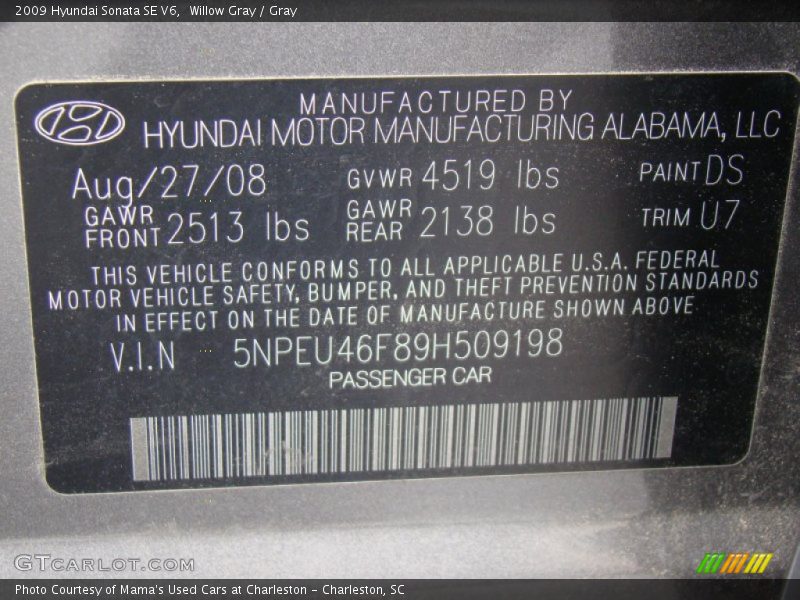 2009 Hyundai Sonata SE V6, Willow Gray / Gray
MANUFACTURED BY
HYUNDAI MOTOR MANUFACTURING ALABAMA, LLC
Aug/27/08 GVWR 4519 lbs PAINT DS
GAWR FRONT 2513 lbs GAWR REAR 2138 lbs TRIM U7
THIS VEHICLE CONFORMS TO ALL APPLICABLE U.S.A. FEDERAL
MOTOR VEHICLE SAFETY, BUMPER, AND THEFT PREVENTION STANDARDS
IN EFFECT ON THE DATE OF MANUFACTURE SHOWN ABOVE
V.I.N 5NPEU46F89H509198
PASSENGER CAR
GTCARLOT.COM
Photo Courtesy of Mama's Used Cars at Charleston - Charleston, SC